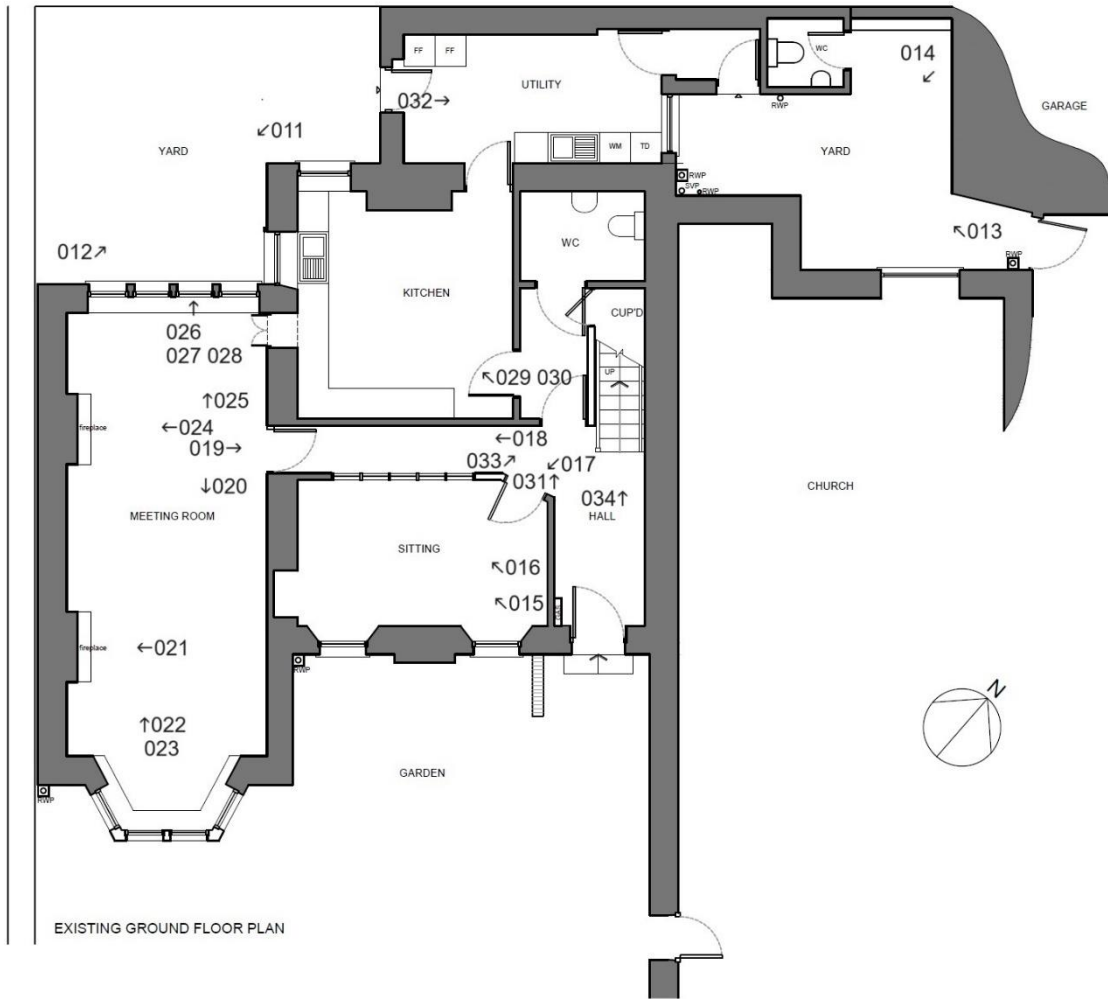 FF FF
UTILITY
WC
014
↙
GARAGE
032→
↙011
YARD
RWP
WM TD
YARD
RWP
SVP
RWP
WC
↖013
RWP
012↗
KITCHEN
CUP'D
026
↑
027 028
UP
↖029 030
↑025
fireplace
←024
019→
←018
033↗
↙017
↓020
031↑
034↑
HALL
CHURCH
MEETING ROOM
SITTING
↖016
↖015
fireplace
←021
RWP
N
↑022
023
GARDEN
RWP
EXISTING GROUND FLOOR PLAN